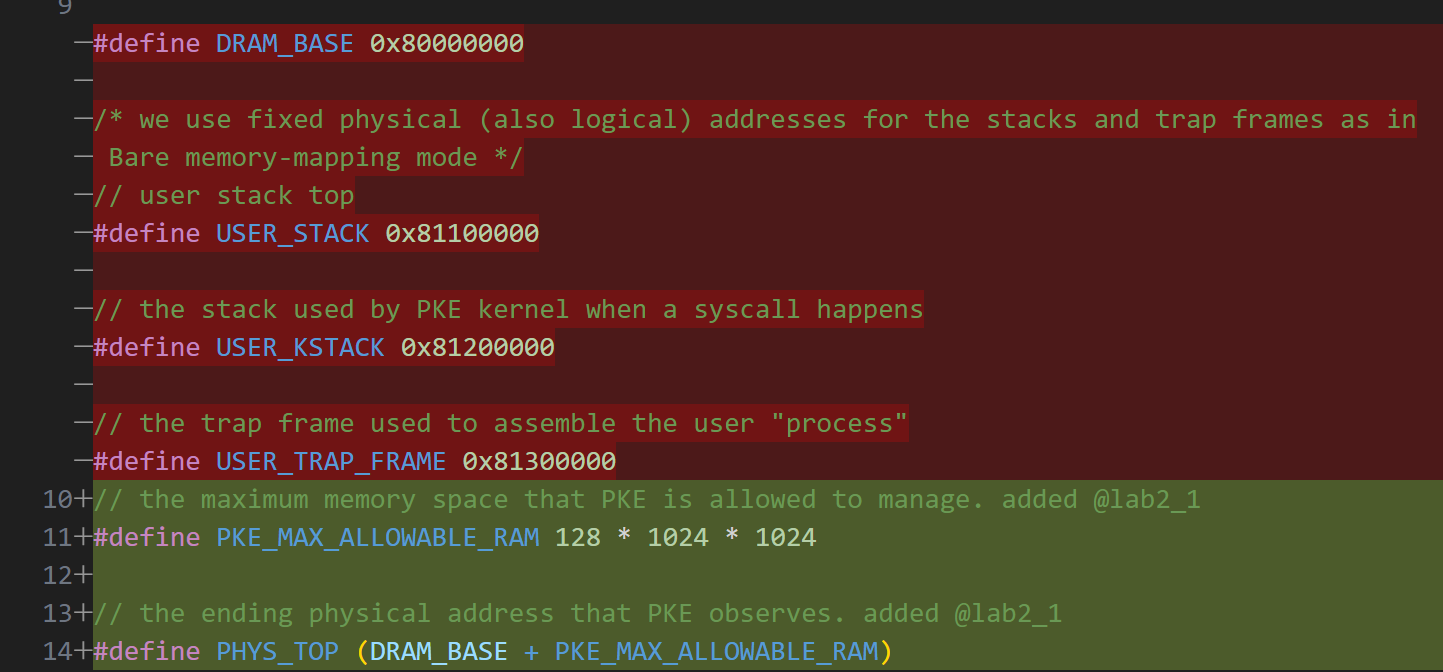 9
—#define DRAM_BASE 0x80000000
—
—/* we use fixed physical (also logical) addresses for the stacks and trap frames as in
— Bare memory-mapping mode */
—// user stack top
—#define USER_STACK 0x81100000
—
—// the stack used by PKE kernel when a syscall happens
—#define USER_KSTACK 0x81200000
—
—// the trap frame used to assemble the user "process"
—#define USER_TRAP_FRAME 0x81300000
10+// the maximum memory space that PKE is allowed to manage. added @lab2_1
11+#define PKE_MAX_ALLOWABLE_RAM 128 * 1024 * 1024
12+
13+// the ending physical address that PKE observes. added @lab2_1
14+#define PHYS_TOP (DRAM_BASE + PKE_MAX_ALLOWABLE_RAM)